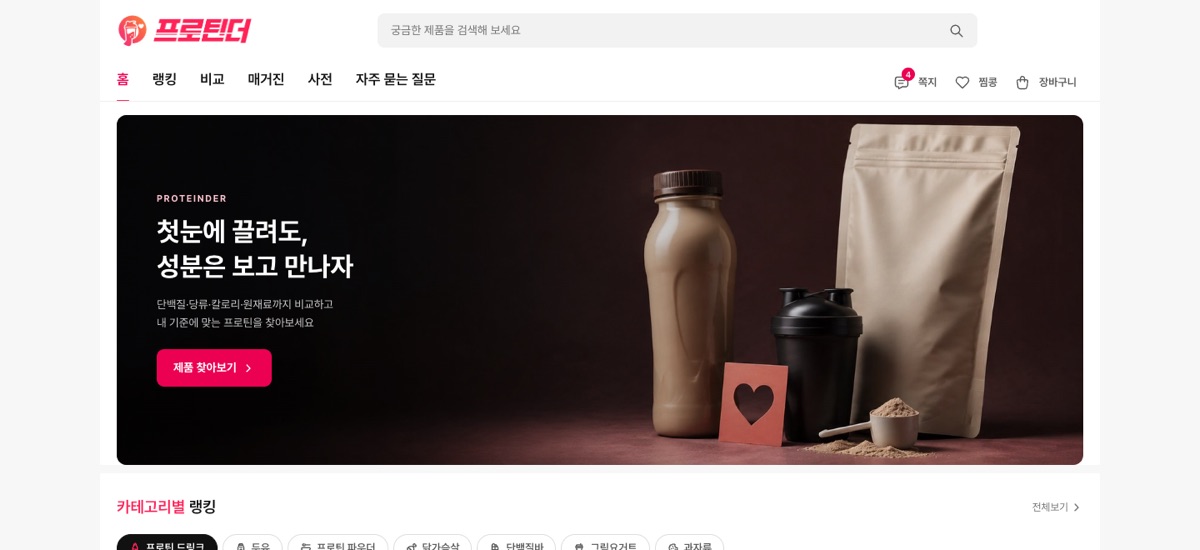 프로틴더
궁금한 제품을 검색해 보세요
홈 랭킹 비교 매거진 사전 자주 묻는 질문
4 쪽지 찜콩 장바구니
PROTEINDER
첫눈에 끌려도,
성분은 보고 만나자
단백질·당류·칼로리·원재료까지 비교하고
내 기준에 맞는 프로틴을 찾아보세요
제품 찾아보기
카테고리별 랭킹
전체보기
프로틴 드링크 두유 프로틴 파우더 닭가슴살 단백질바 그릭요거트 과자류